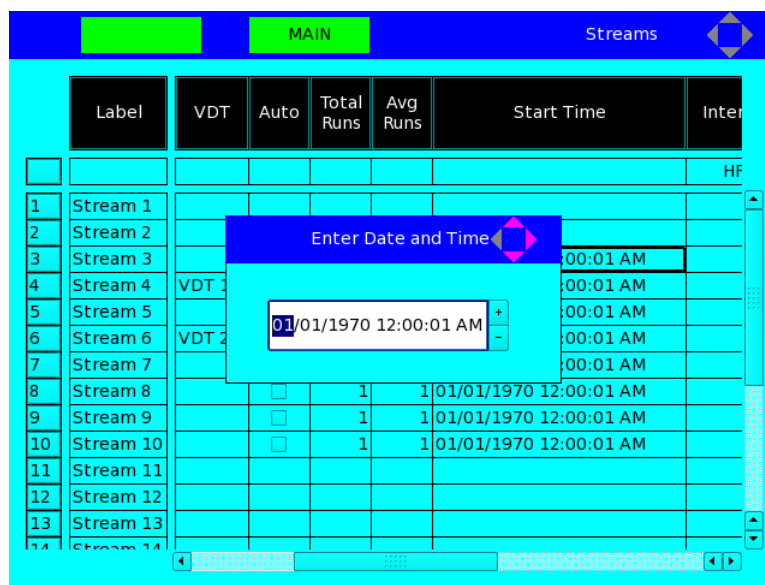 MAIN Streams
Label VDT Auto Total Runs Avg Runs Start Time Inter
HR
1 Stream 1
2 Stream 2
Enter Date and Time
3 Stream 3 :00:01 AM
4 Stream 4 VDT 1 :00:01 AM
5 Stream 5 :00:01 AM
01/01/1970 12:00:01 AM + -
6 Stream 6 VDT 2 :00:01 AM
7 Stream 7 :00:01 AM
8 Stream 8 1 1 01/01/1970 12:00:01 AM
9 Stream 9 1 1 01/01/1970 12:00:01 AM
10 Stream 10 1 1 01/01/1970 12:00:01 AM
11 Stream 11
12 Stream 12
13 Stream 13
14 Stream 14